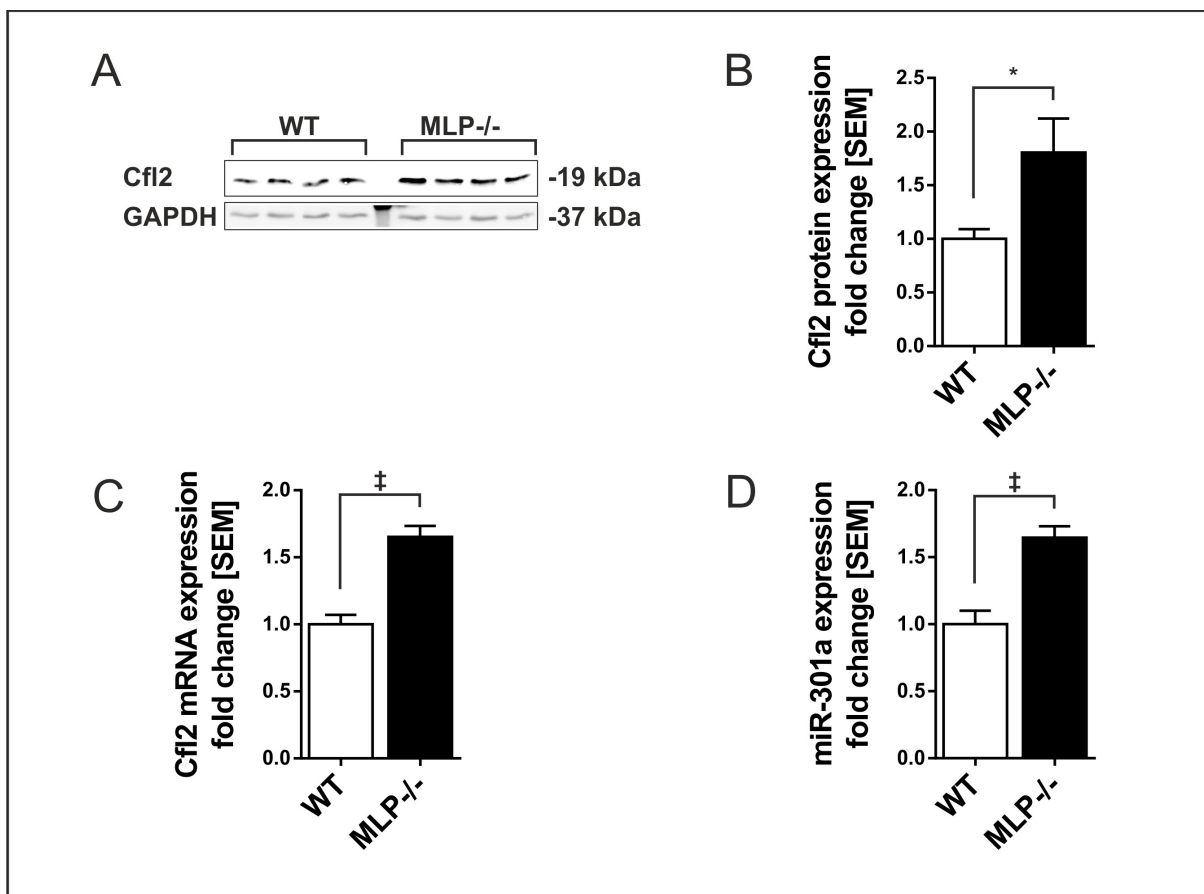 A
WT MLP-/-
Cfl2 -19 kDa
GAPDH -37 kDa
B
Cfl2 protein expression
fold change [SEM]
2.5
2.0
1.5
1.0
0.5
0.0
*
WT
MLP-/-
C
Cfl2 mRNA expression
fold change [SEM]
2.0
1.5
1.0
0.5
0.0
‡
WT
MLP-/-
D
miR-301a expression
fold change [SEM]
2.0
1.5
1.0
0.5
0.0
‡
WT
MLP-/-